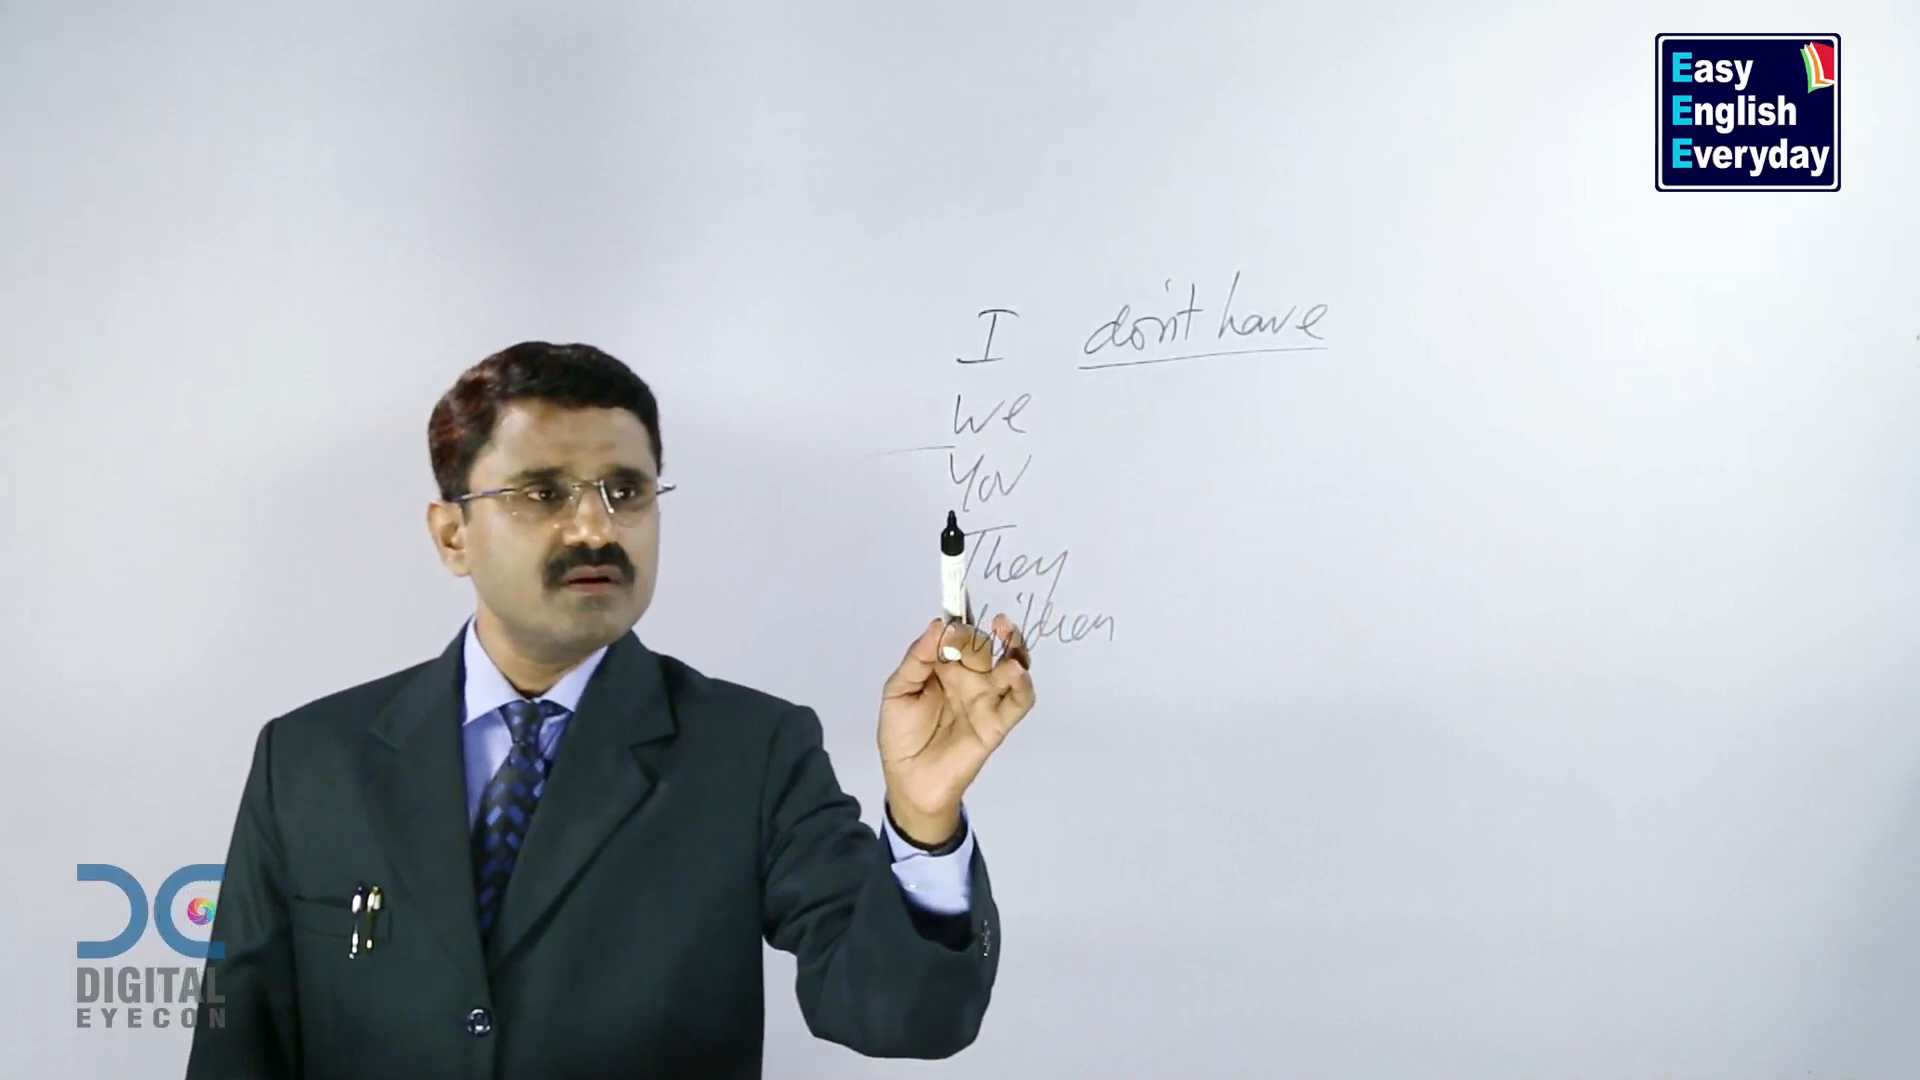 Easy
English
Everyday
I don't have
We
You
They
Children
DIGITAL
EYECON